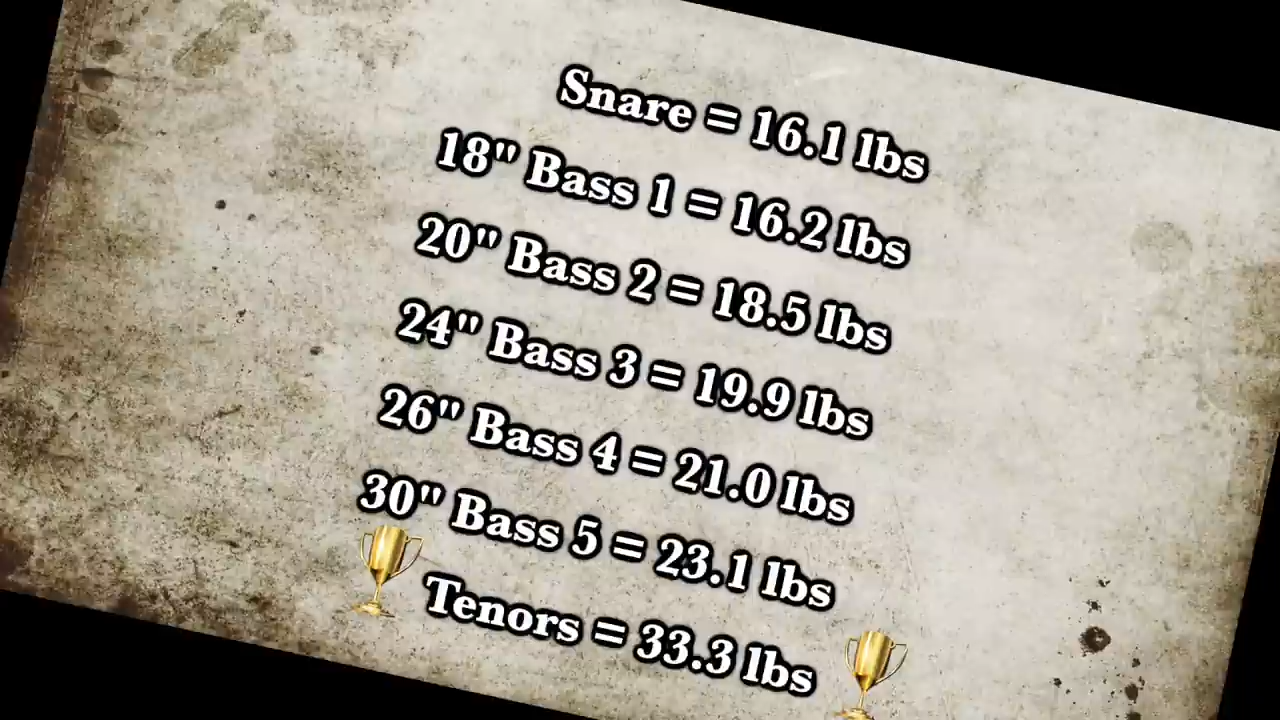 Snare = 16.1 lbs
18" Bass 1 = 16.2 lbs
20" Bass 2 = 18.5 lbs
24" Bass 3 = 19.9 lbs
26" Bass 4 = 21.0 lbs
30" Bass 5 = 23.1 lbs
Tenors = 33.3 lbs